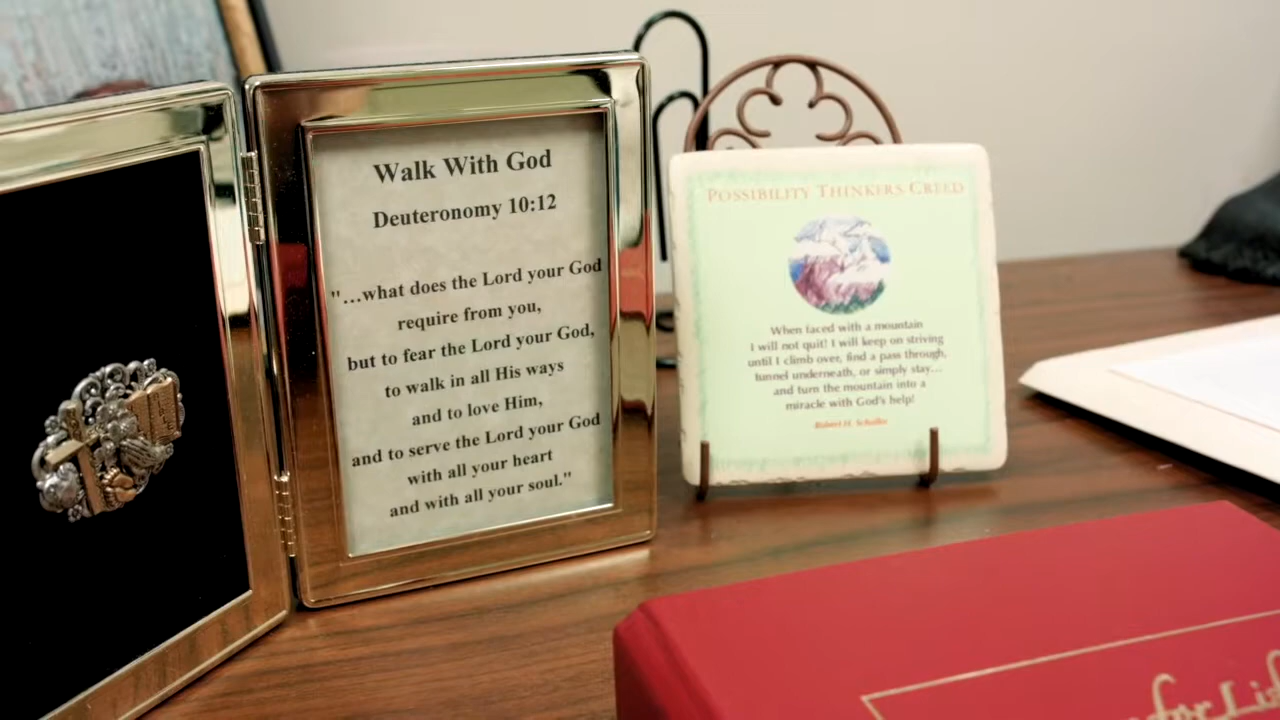 Walk With God
Deuteronomy 10:12
"...what does the Lord your God
require from you,
but to fear the Lord your God,
to walk in all His ways
and to love Him,
and to serve the Lord your God
with all your heart
and with all your soul."
POSSIBILITY THINKERS CREED
When faced with a mountain
I will not quit! I will keep on striving
until I climb over, find a pass through,
tunnel underneath, or simply stay...
and turn the mountain into a
miracle with God's help!
Robert H. Schuller
for